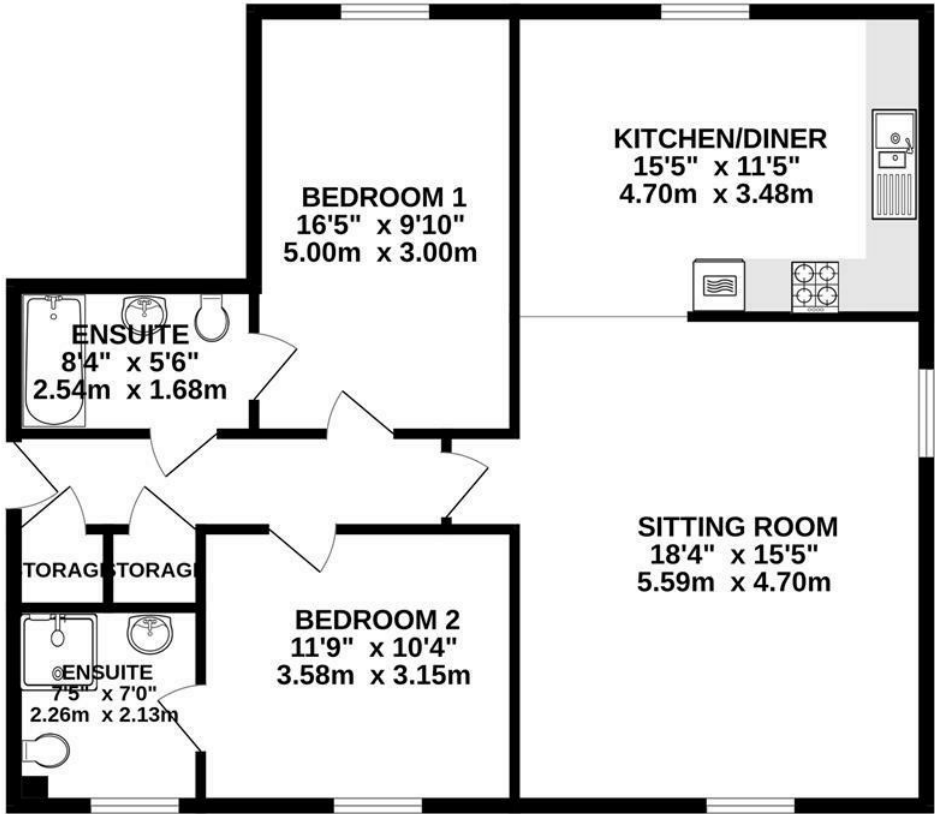 KITCHEN/DINER
15'5" x 11'5"
4.70m x 3.48m
BEDROOM 1
16'5" x 9'10"
5.00m x 3.00m
ENSUITE
8'4" x 5'6"
2.54m x 1.68m
SITTING ROOM
18'4" x 15'5"
5.59m x 4.70m
STORAGE
STORAGE
BEDROOM 2
11'9" x 10'4"
3.58m x 3.15m
ENSUITE
7'5" x 7'0"
2.26m x 2.13m